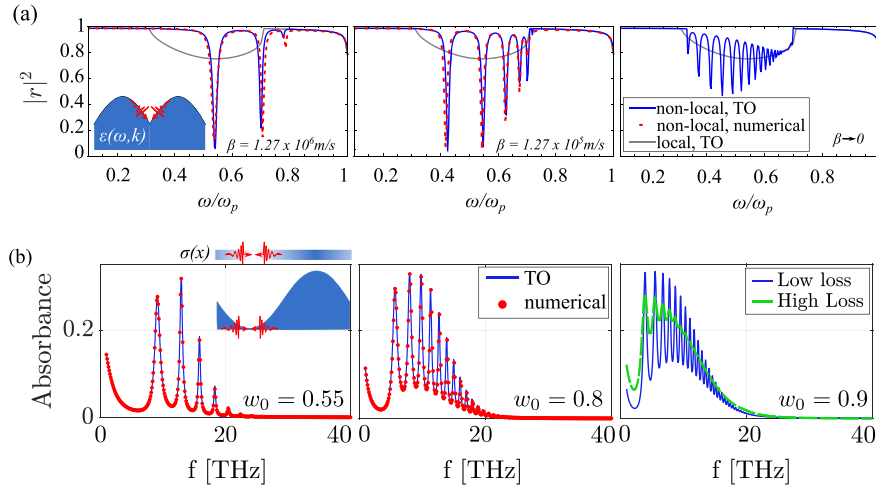 (a)
|r|²
1
0.8
0.6
0.4
0.2
0
ε(ω,k)
β = 1.27 x 10⁶m/s
0.2 0.4 0.6 0.8 1
ω/ωₚ
β = 1.27 x 10⁵m/s
0.2 0.4 0.6 0.8 1
ω/ωₚ
non-local, TO
non-local, numerical
local, TO
β→0
0.2 0.4 0.6 0.8 1
ω/ωₚ
(b)
σ(x)
Absorbance
0.2
0
w₀ = 0.55
0 20 40
f [THz]
TO
numerical
w₀ = 0.8
0 20 40
f [THz]
Low loss
High Loss
w₀ = 0.9
0 20 40
f [THz]